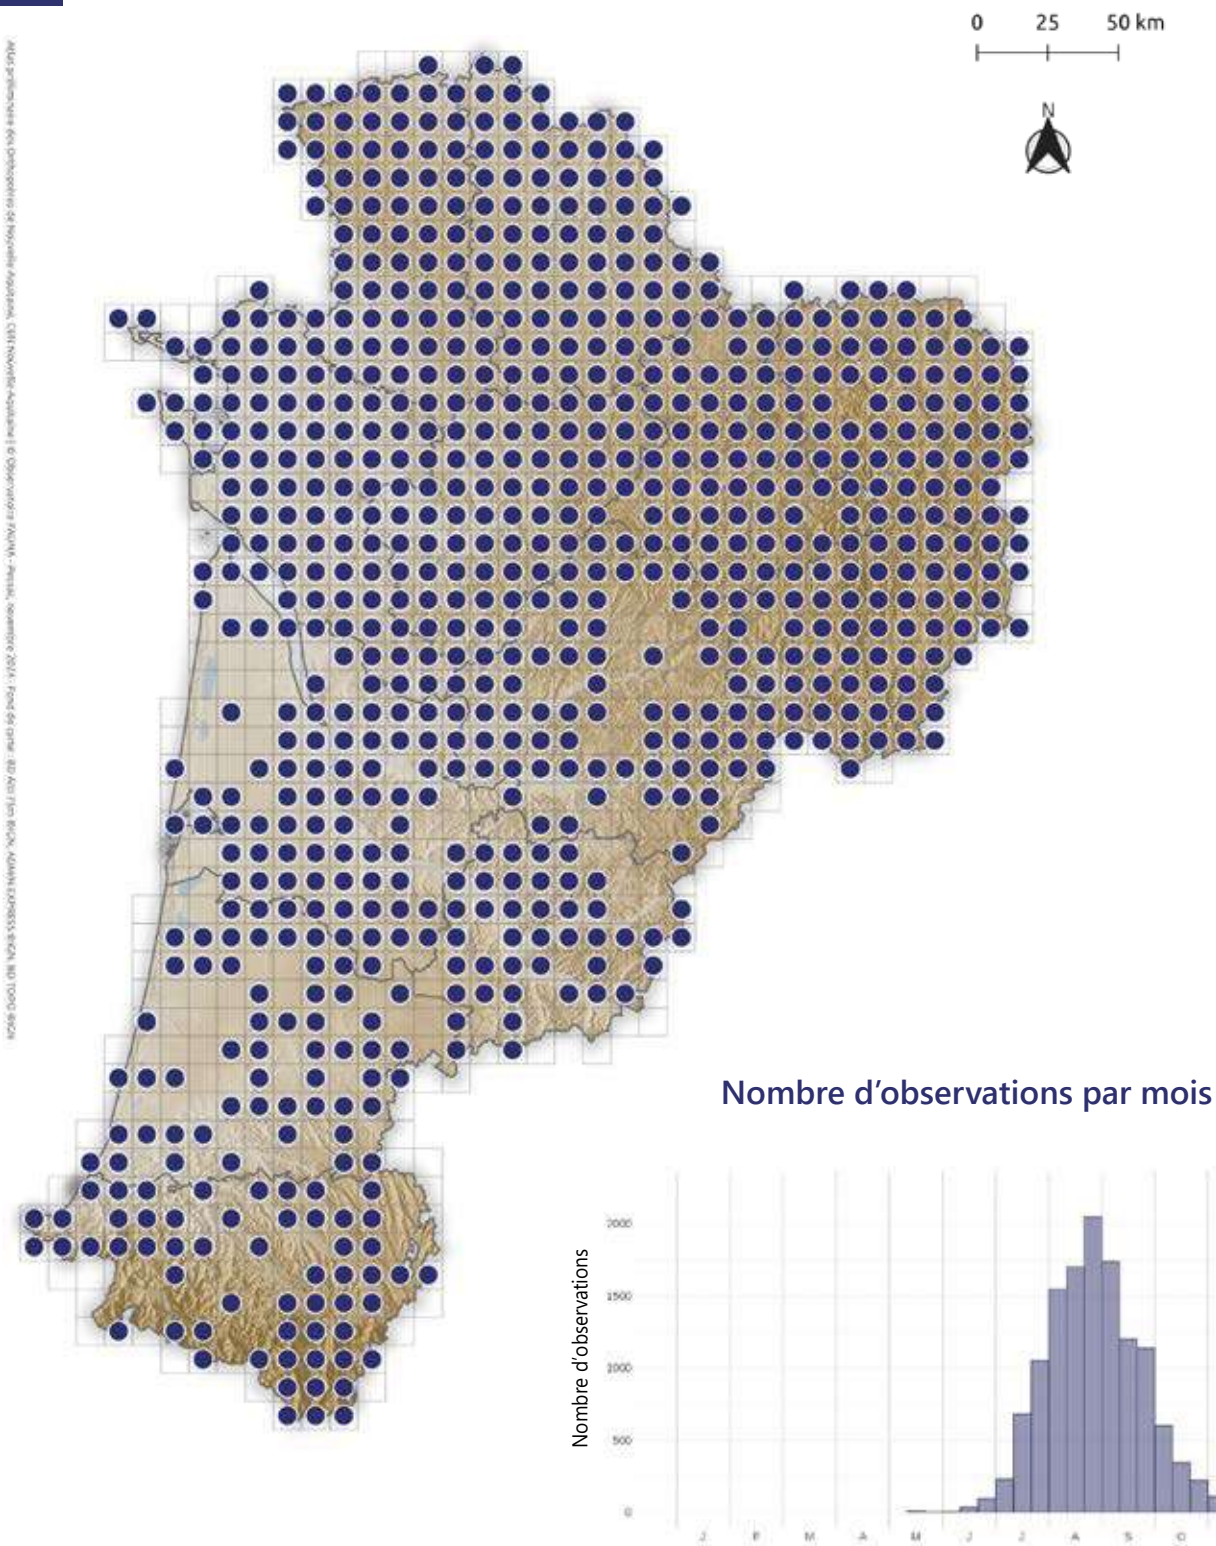 0 25 50 km
N
Nombre d'observations par mois
Nombre d'observations
2000
1500
1000
500
0
J F M A M J J A S O